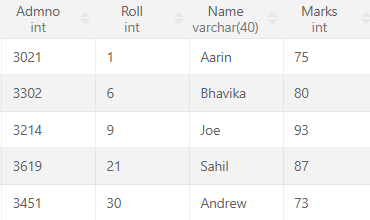 Admno Roll Name Marks
int int varchar(40) int
3021 1 Aarin 75
3302 6 Bhavika 80
3214 9 Joe 93
3619 21 Sahil 87
3451 30 Andrew 73